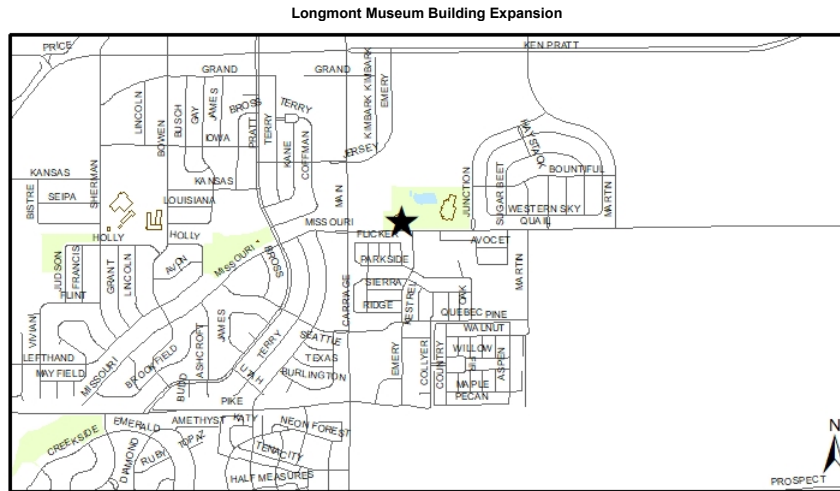 Longmont Museum Building Expansion
PRICE
KEN PRATT
GRAND
GRAND
KIMBARK
KIMBARK
EMERY
LINCOLN
BOWEN
BUSCH
GAY
JAMES
BROSS
TERRY
PRATT
TERRY
IOWA
KANE
COFFMAN
JERSEY
HAYSTACK
BOUNTIFUL
KANSAS
SHERMAN
KANSAS
BISTRE
SEIPA
LOUISIANA
MAIN
MISSOURI
JUNCTION
SUGAR BEET
WESTERN SKY
QUAIL
MARTIN
HOLLY
HOLLY
FLICKER
AVOCET
JUDSON
FRANCIS
GRANT
LINCOLN
AVON
MISSOURI
BROSS
PARKSIDE
MARTIN
FLINT
SIERRA
RIDGE
CARRIAGE
KESTREL
OAK
QUEBEC
PINE
VIVIAN
JAMES
WALNUT
SEATTLE
LEFTHAND
MAYFIELD
MISSOURI
BROOKFIELD
ASHCROFT
BUDD
TERRY
UTAH
TEXAS
BURLINGTON
EMERY
COLLYER
COUNTRY
WILLOW
ASPEN
MAPLE
PECAN
PIKE
CREEKSIDE
EMERALD
AMETHYST
KATY
NEON FOREST
DIAMOND
RUBY
TOPAZ
TENACITY
HALF MEASURES
N
PROSPECT